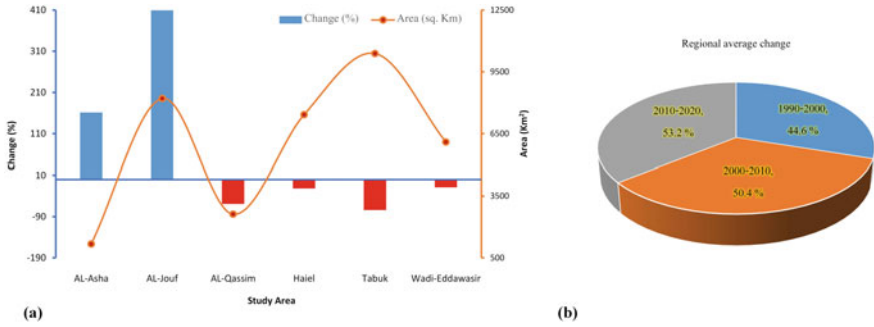 410
310
210
110
10
-90
-190
Change (%)
Change (%)
Area (sq. Km)
12500
9500
6500
3500
500
Area (Km²)
AL-Asha
AL-Jouf
AL-Qassim
Haiel
Tabuk
Wadi-Eddawasir
Study Area
(a)
Regional average change
2010-2020,
53.2 %
1990-2000,
44.6 %
2000-2010,
50.4 %
(b)